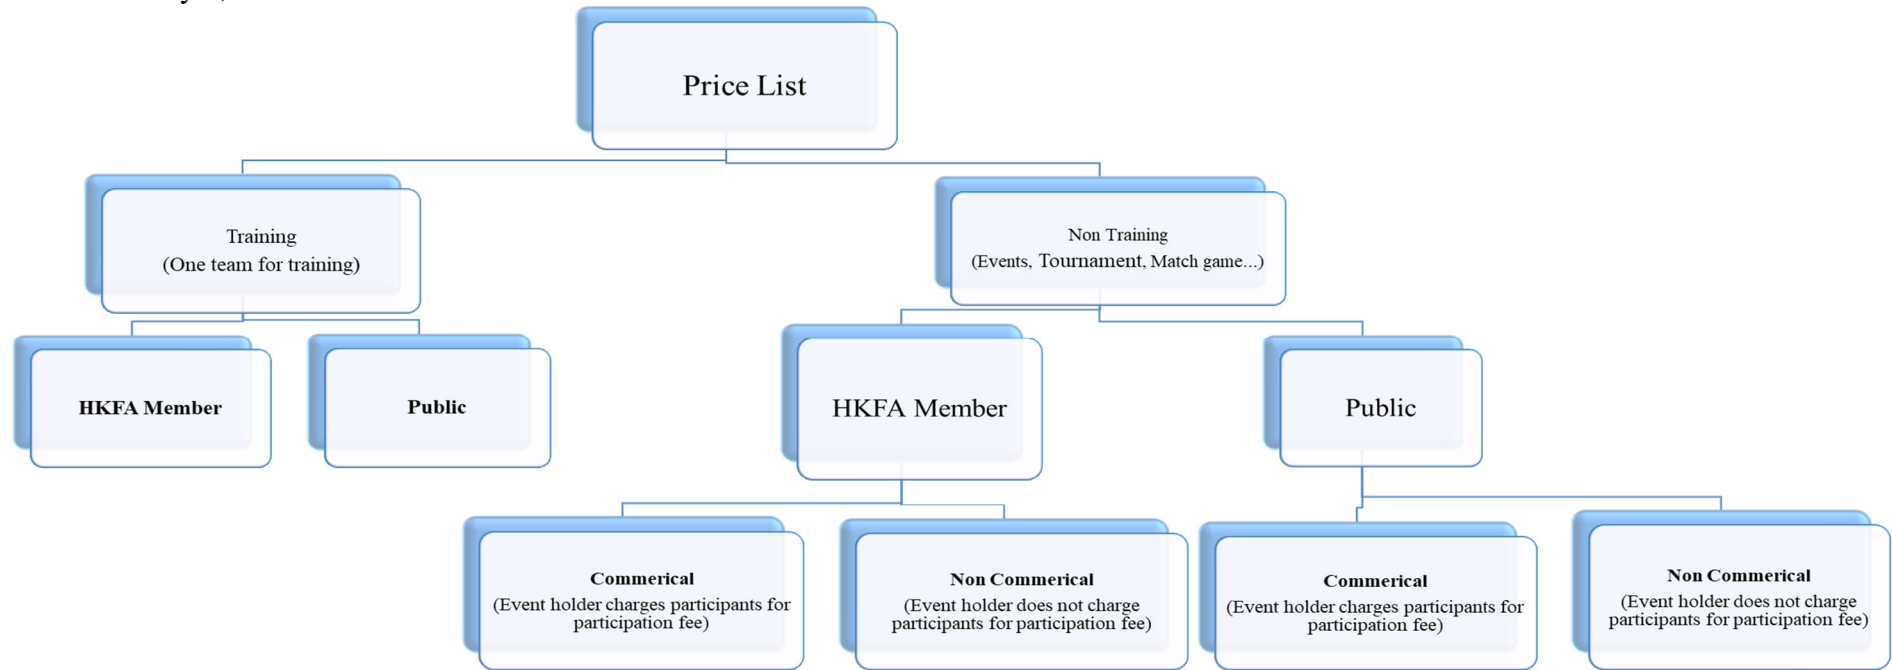 Price List
Training
(One team for training)
Non Training
(Events, Tournament, Match game...)
HKFA Member
Public
HKFA Member
Public
Commerical
(Event holder charges participants for
participation fee)
Non Commerical
(Event holder does not charge
participants for participation fee)
Commerical
(Event holder charges participants for
participation fee)
Non Commerical
(Event holder does not charge
participants for participation fee)